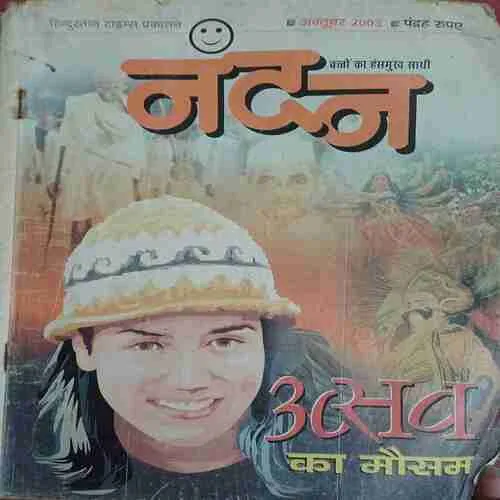 हिन्दुस्तान टाइम्स प्रकाशन अक्तूबर 2003 पंद्रह रुपए
बच्चों का हंसमुख साथी
नंदन
उत्सव
का मौसम